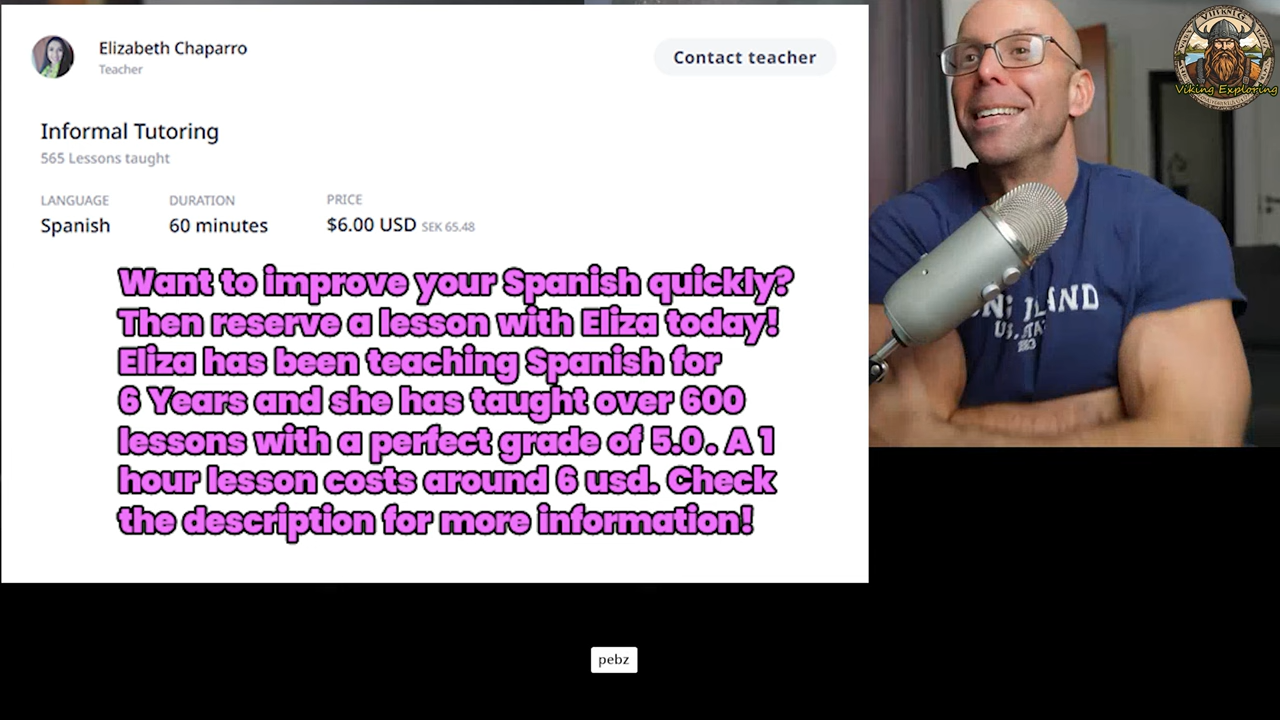 Elizabeth Chaparro
Teacher
Contact teacher
Informal Tutoring
565 Lessons taught
LANGUAGE
DURATION
PRICE
Spanish
60 minutes
$6.00 USD SEK 65.48
Want to improve your Spanish quickly?
Then reserve a lesson with Eliza today!
Eliza has been teaching Spanish for
6 Years and she has taught over 600
lessons with a perfect grade of 5.0. A 1
hour lesson costs around 6 usd. Check
the description for more information!
Viking Exploring
pebz